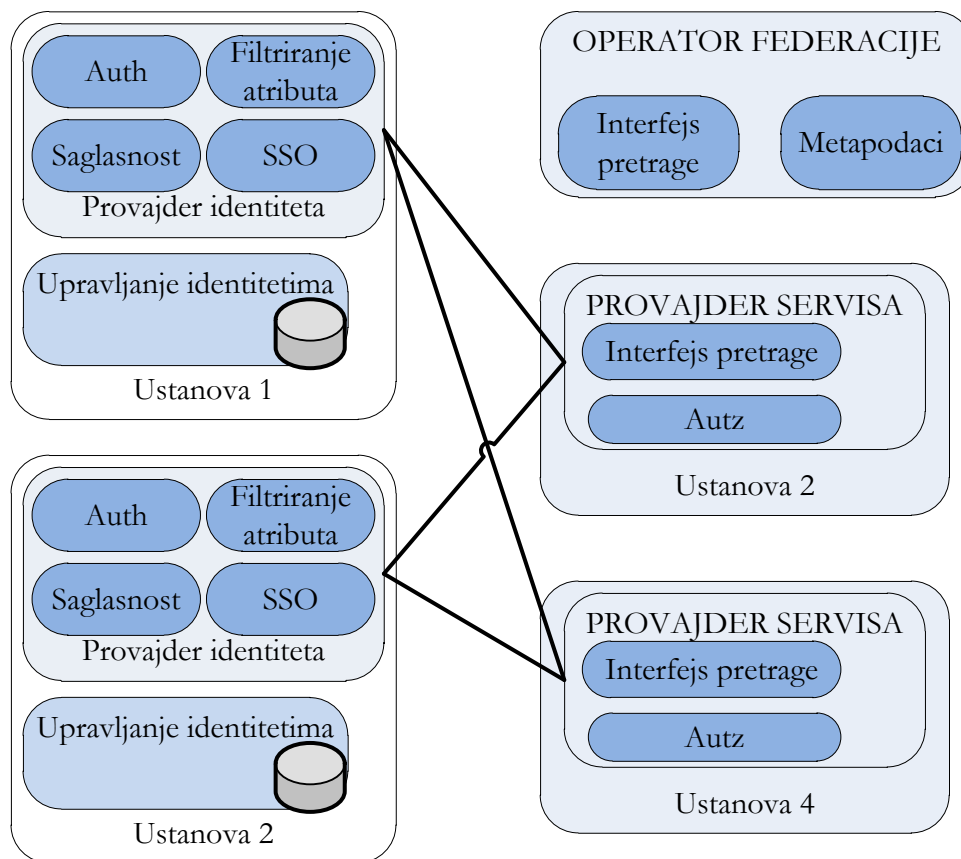 Auth
Filtriranje
atributa
Saglasnost
SSO
Provajder identiteta
Upravljanje identitetima
Ustanova 1
Auth
Filtriranje
atributa
Saglasnost
SSO
Provajder identiteta
Upravljanje identitetima
Ustanova 2
OPERATOR FEDERACIJE
Interfejs
pretrage
Metapodaci
PROVAJDER SERVISA
Interfejs pretrage
Autz
Ustanova 2
PROVAJDER SERVISA
Interfejs pretrage
Autz
Ustanova 4